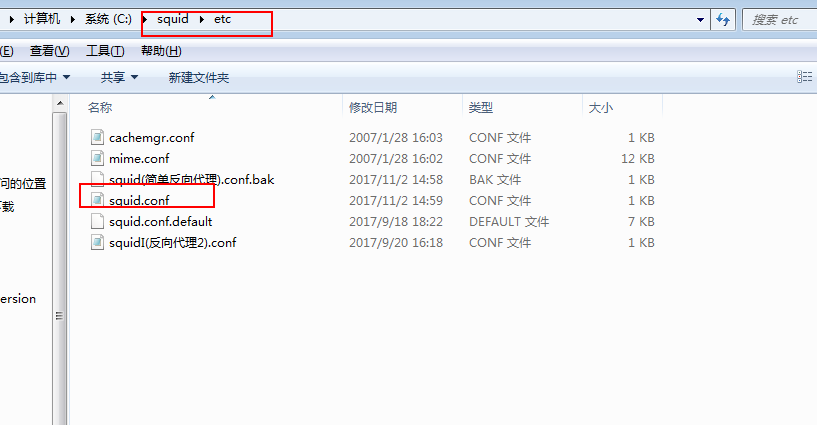 计算机 系统 (C:) squid etc 搜索 etc
(E) 查看(V) 工具(T) 帮助(H)
包含到库中 共享 新建文件夹
名称 修改日期 类型 大小
cachemgr.conf 2007/1/28 16:03 CONF 文件 1 KB
mime.conf 2007/1/28 16:02 CONF 文件 12 KB
squid(简单反向代理).conf.bak 2017/11/2 14:58 BAK 文件 1 KB
问的位置
squid.conf 2017/11/2 14:59 CONF 文件 1 KB
下载
squid.conf.default 2017/9/18 18:22 DEFAULT 文件 7 KB
squidI(反向代理2).conf 2017/9/20 16:18 CONF 文件 1 KB
ersion